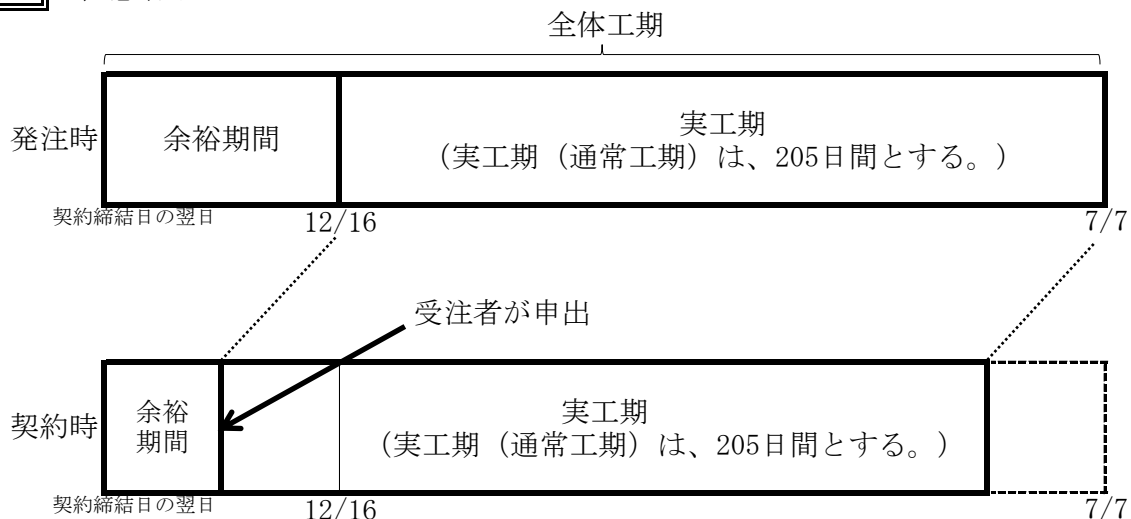 全体工期
発注時
余裕期間
実工期
（実工期（通常工期）は、205日間とする。）
契約締結日の翌日
12/16
7/7
受注者が申出
契約時
余裕
期間
実工期
（実工期（通常工期）は、205日間とする。）
契約締結日の翌日
12/16
7/7